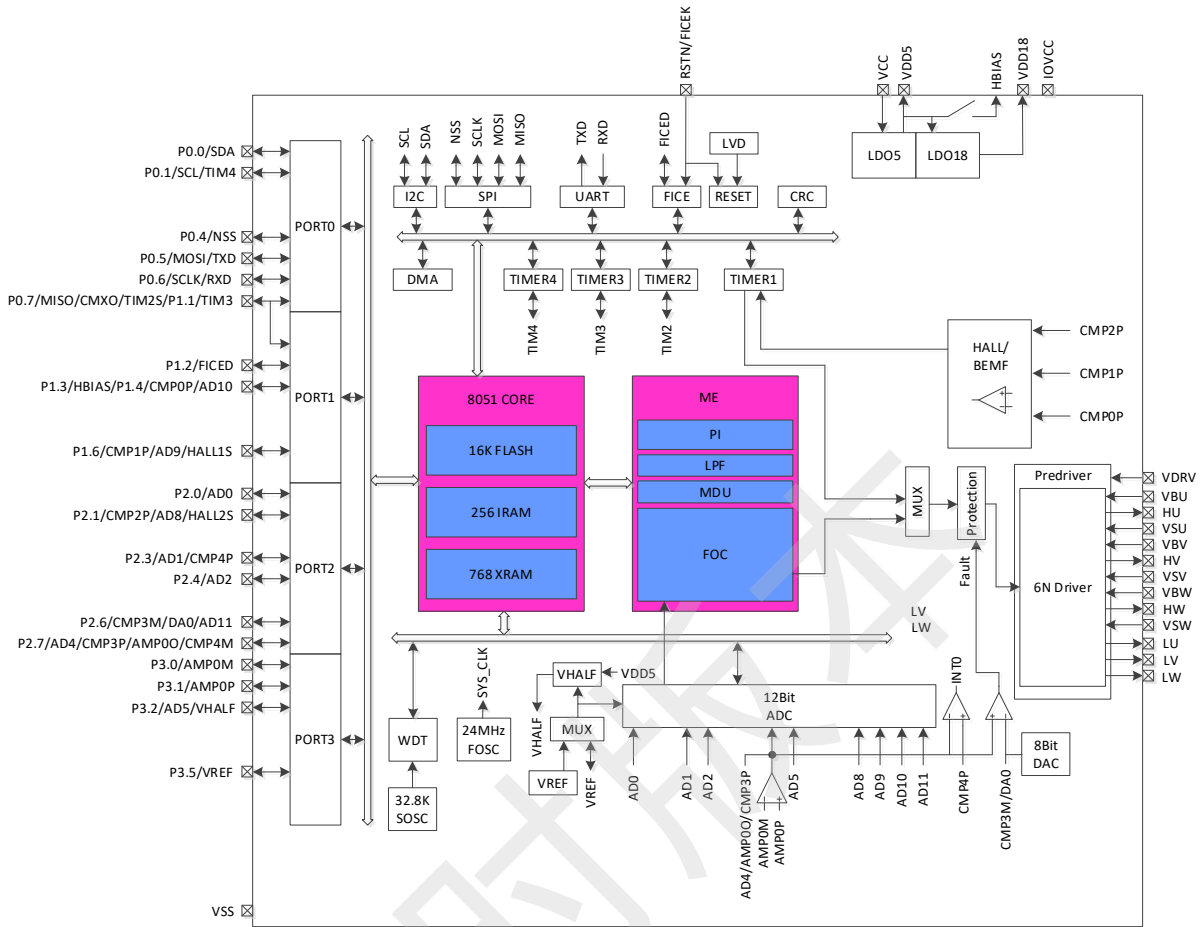 RSTN/FICEK
VCC
VDD5
HBIAS
VDD18
IOVCC
LDO5
LDO18
P0.0/SDA
P0.1/SCL/TIM4
P0.4/NSS
P0.5/MOSI/TXD
P0.6/SCLK/RXD
P0.7/MISO/CMXO/TIM2S/P1.1/TIM3
P1.2/FICED
P1.3/HBIAS/P1.4/CMP0P/AD10
P1.6/CMP1P/AD9/HALL1S
P2.0/AD0
P2.1/CMP2P/AD8/HALL2S
P2.3/AD1/CMP4P
P2.4/AD2
P2.6/CMP3M/DA0/AD11
P2.7/AD4/CMP3P/AMP0O/CMP4M
P3.0/AMP0M
P3.1/AMP0P
P3.2/AD5/VHALF
P3.5/VREF
VSS
PORT0
PORT1
PORT2
PORT3
SCL
SDA
NSS
SCLK
MOSI
MISO
TXD
RXD
FICED
LVD
I2C
SPI
UART
FICE
RESET
CRC
DMA
TIMER4
TIMER3
TIMER2
TIMER1
TIM4
TIM3
TIM2
HALL/
BEMF
CMP2P
CMP1P
CMP0P
8051 CORE
16K FLASH
256 IRAM
768 XRAM
ME
PI
LPF
MDU
FOC
MUX
Protection
Fault
Predriver
6N Driver
VDRV
VBU
HU
VSU
VBV
HV
VSV
VBW
HW
VSW
LU
LV
LW
LV
LW
WDT
32.8K
SOSC
SYS_CLK
24MHz
FOSC
VHALF
VDD5
VHALF
MUX
VREF
VREF
12Bit
ADC
AD0
AD1
AD2
AD4/AMP0O/CMP3P
AMP0M
AMP0P
AD5
AD8
AD9
AD10
AD11
INT0
CMP4P
CMP3M/DA0
8Bit
DAC
时版本